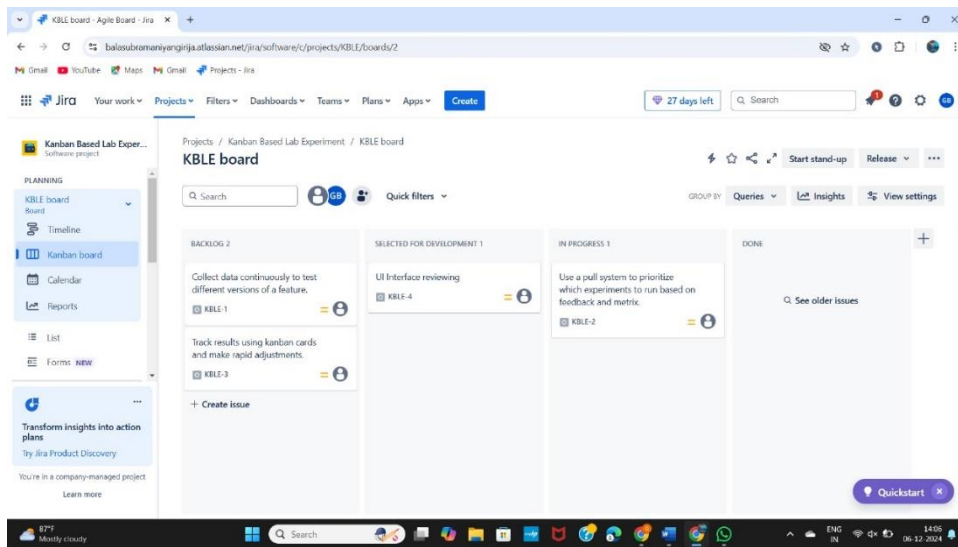 KBLE board - Agile Board - Jira
balasubramaniyangirija.atlassian.net/jira/software/c/projects/KBLE/boards/2
Gmail YouTube Maps Gmail Projects - Jira
Jira Your work Projects Filters Dashboards Teams Plans Apps Create 27 days left Search 1 GB
Kanban Based Lab Exper...
Software project
PLANNING
KBLE board
Board
Timeline
Kanban board
Calendar
Reports
List
Forms NEW
Transform insights into action
plans
Try Jira Product Discovery
You're in a company-managed project
Learn more
Projects / Kanban Based Lab Experiment / KBLE board
KBLE board
Start stand-up Release
Search GB Quick filters GROUP BY Queries Insights View settings
BACKLOG 2
Collect data continuously to test
different versions of a feature.
KBLE-1
Track results using kanban cards
and make rapid adjustments.
KBLE-3
+ Create issue
SELECTED FOR DEVELOPMENT 1
UI Interface reviewing
KBLE-4
IN PROGRESS 1
Use a pull system to prioritize
which experiments to run based on
feedback and metrix.
KBLE-2
DONE
See older issues
Quickstart
87°F
Mostly cloudy
Search
ENG
IN
14:06
06-12-2024